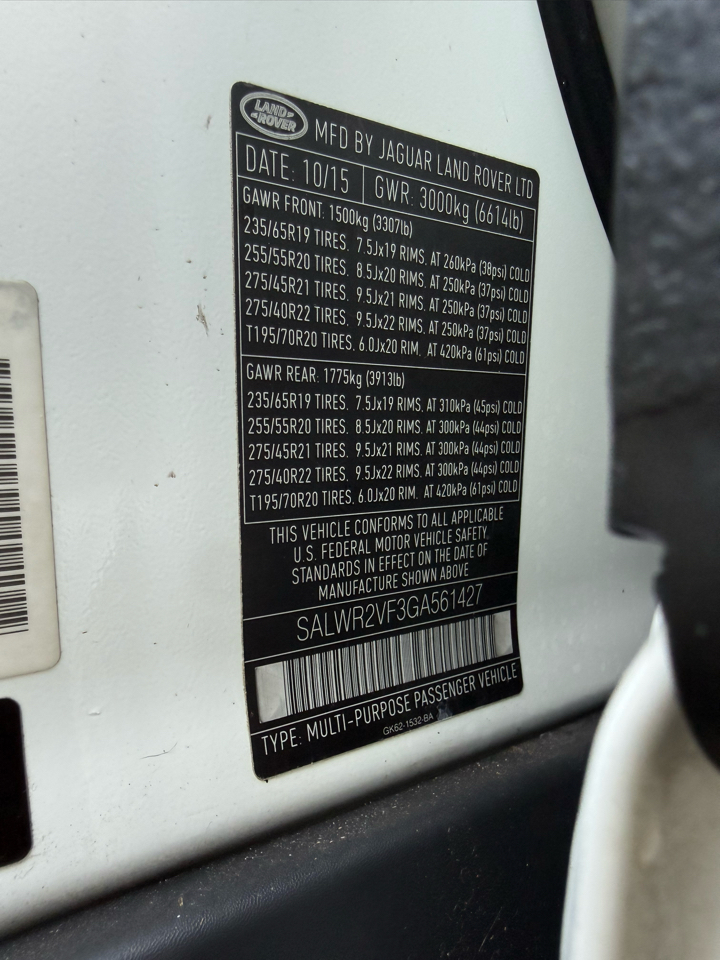 LAND ROVER
MFD BY JAGUAR LAND ROVER LTD
DATE: 10/15 GWR: 3000kg (6614lb)
GAWR FRONT: 1500kg (3307lb)
235/65R19 TIRES, 7.5Jx19 RIMS, AT 260kPa (38psi) COLD
255/55R20 TIRES, 8.5Jx20 RIMS, AT 250kPa (37psi) COLD
275/45R21 TIRES, 9.5Jx21 RIMS, AT 250kPa (37psi) COLD
275/40R22 TIRES, 9.5Jx22 RIMS, AT 250kPa (37psi) COLD
T195/70R20 TIRES, 6.0Jx20 RIM, AT 420kPa (61psi) COLD
GAWR REAR: 1775kg (3913lb)
235/65R19 TIRES, 7.5Jx19 RIMS, AT 310kPa (45psi) COLD
255/55R20 TIRES, 8.5Jx20 RIMS, AT 300kPa (44psi) COLD
275/45R21 TIRES, 9.5Jx21 RIMS, AT 300kPa (44psi) COLD
275/40R22 TIRES, 9.5Jx22 RIMS, AT 300kPa (44psi) COLD
T195/70R20 TIRES, 6.0Jx20 RIM, AT 420kPa (61psi) COLD
THIS VEHICLE CONFORMS TO ALL APPLICABLE
U.S. FEDERAL MOTOR VEHICLE SAFETY
STANDARDS IN EFFECT ON THE DATE OF
MANUFACTURE SHOWN ABOVE
SALWR2VF3GA561427
TYPE: MULTI-PURPOSE PASSENGER VEHICLE
GK62-1532-BA